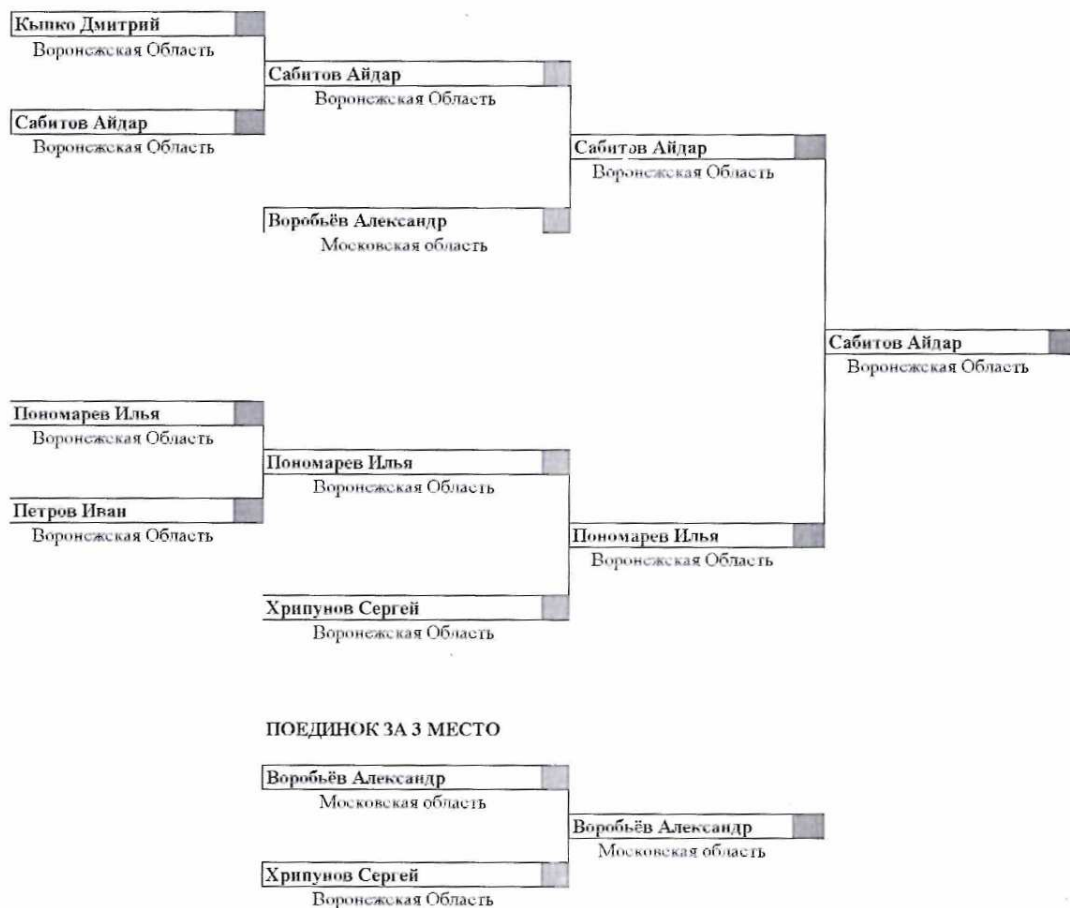 Кыпко Дмитрий
Воронежская Область
Сабитов Айдар
Воронежская Область
Сабитов Айдар
Воронежская Область
Воробьёв Александр
Московская область
Сабитов Айдар
Воронежская Область
Сабитов Айдар
Воронежская Область
Пономарев Илья
Воронежская Область
Петров Иван
Воронежская Область
Пономарев Илья
Воронежская Область
Хрипунов Сергей
Воронежская Область
Пономарев Илья
Воронежская Область
ПОЕДИНОК ЗА 3 МЕСТО
Воробьёв Александр
Московская область
Хрипунов Сергей
Воронежская Область
Воробьёв Александр
Московская область